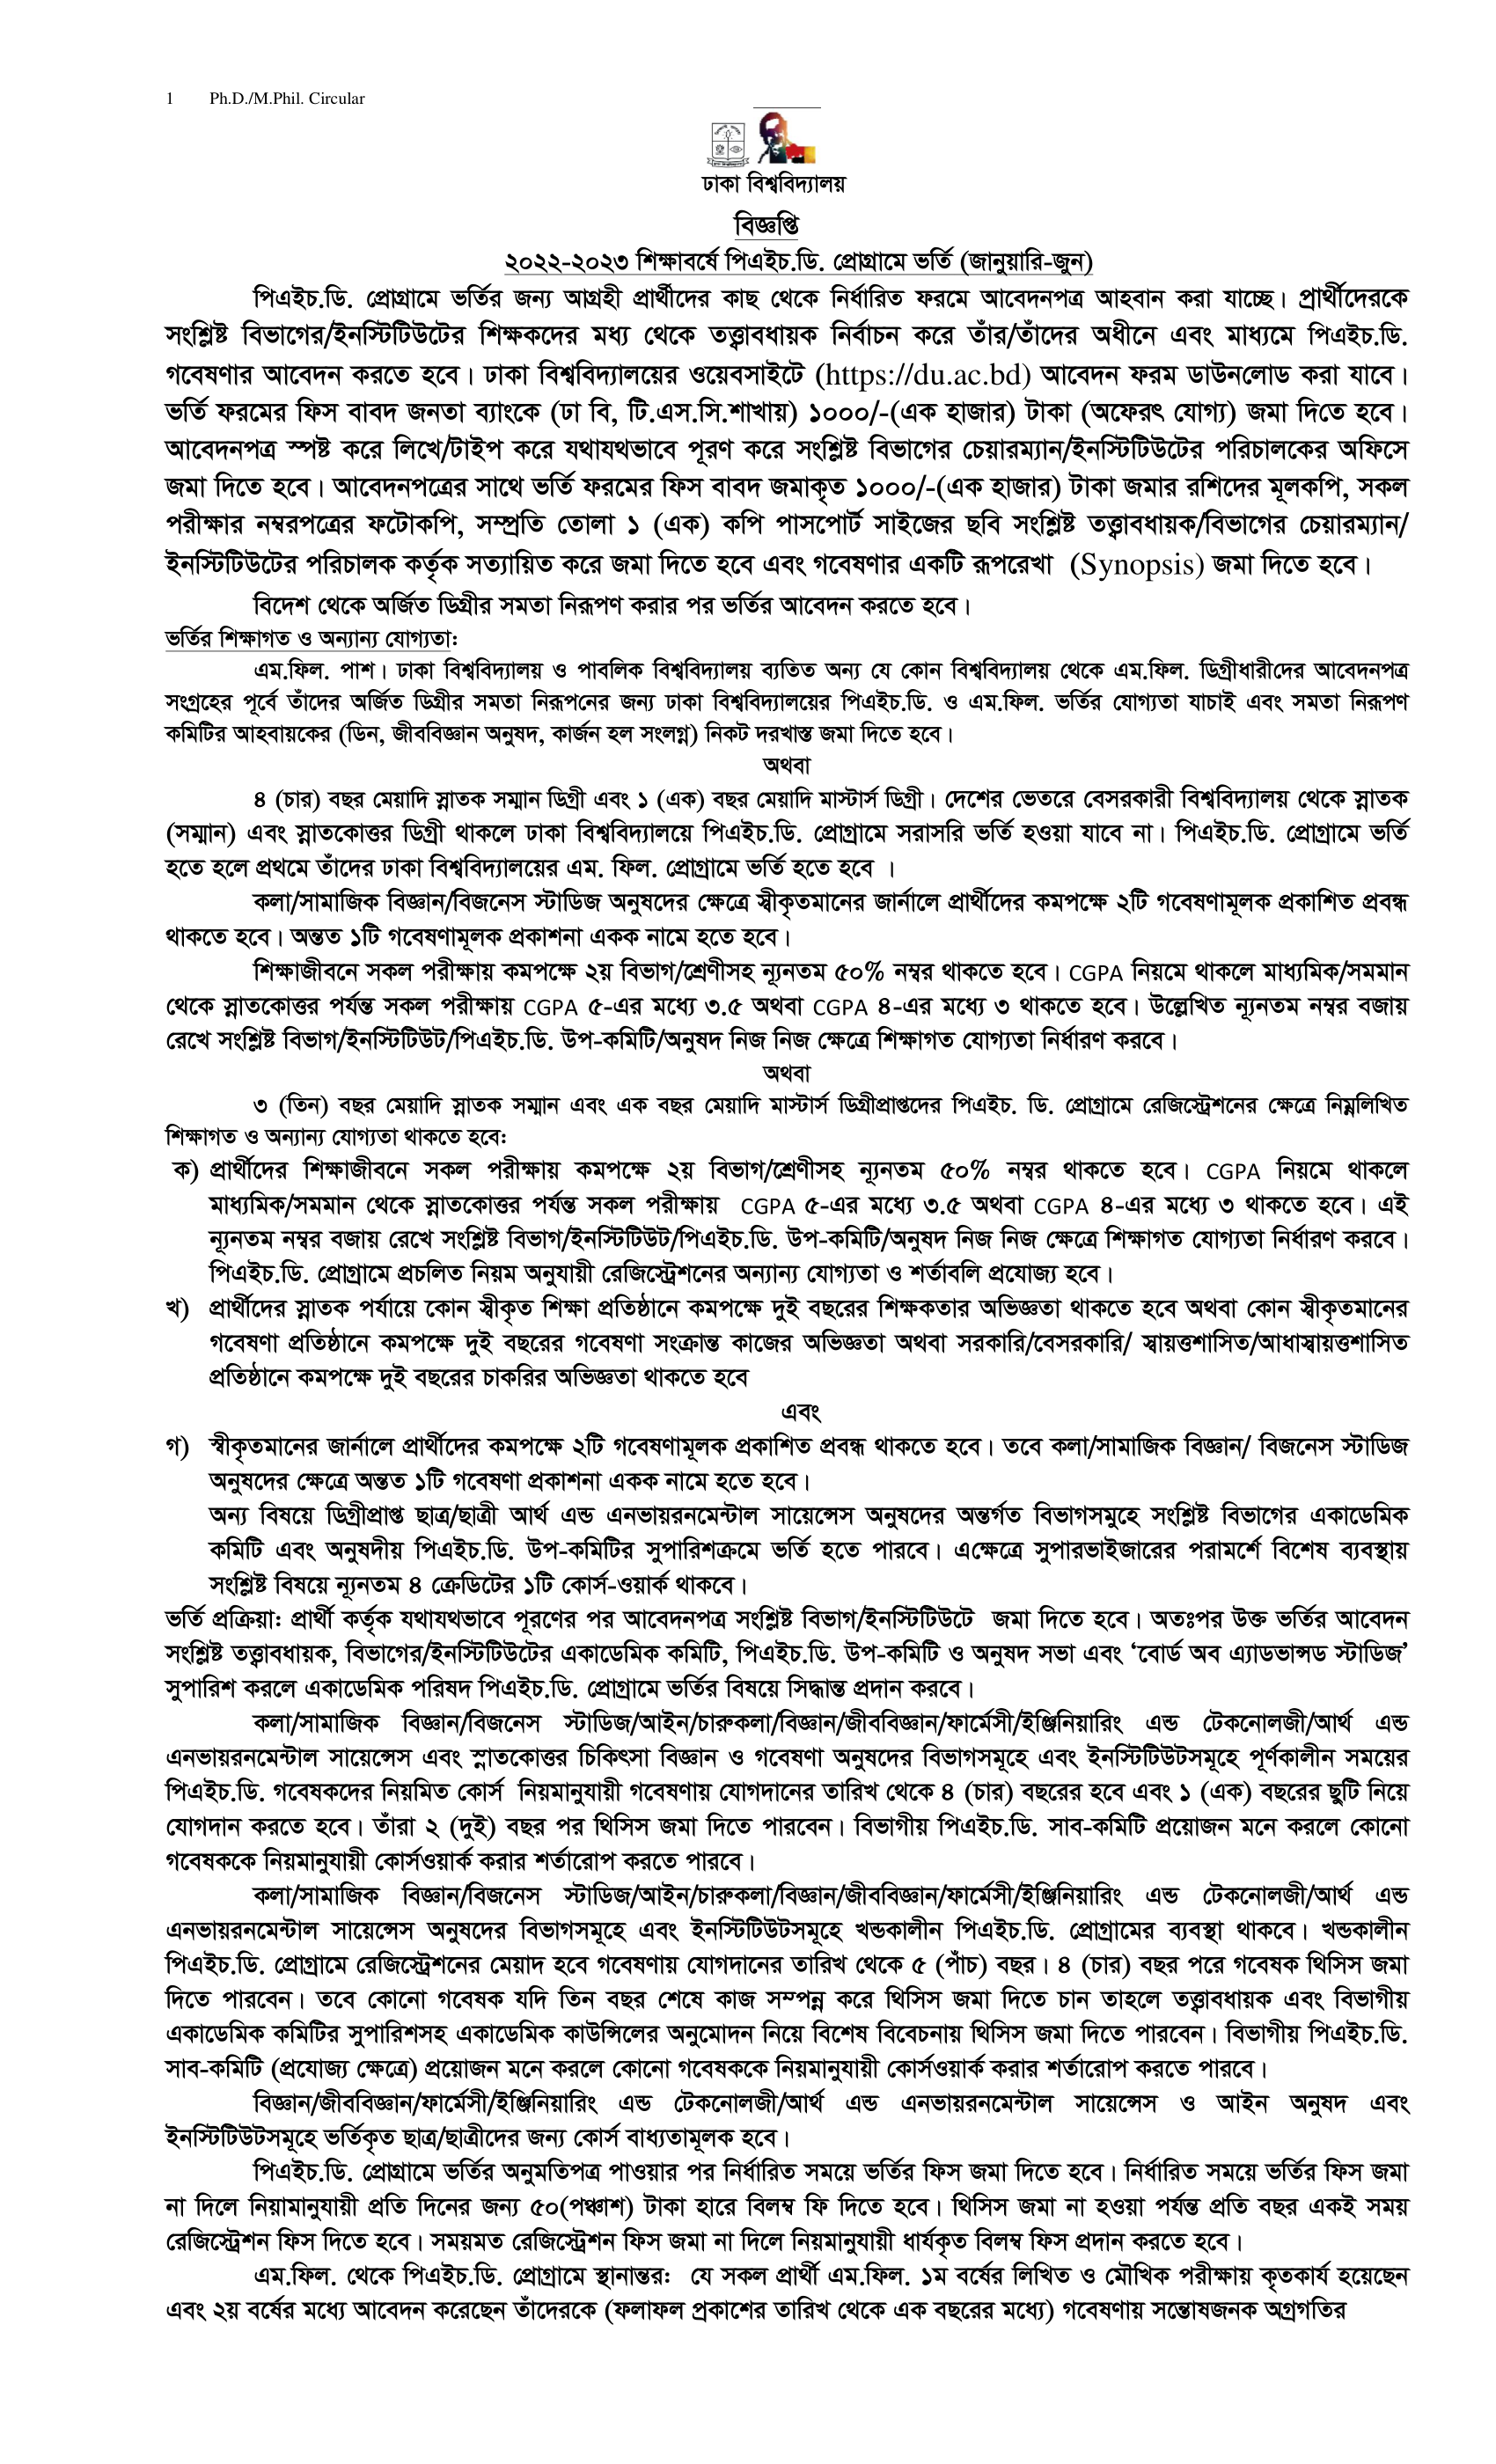 1 Ph.D./M.Phil. Circular
ঢাকা বিশ্ববিদ্যালয়
বিজ্ঞপ্তি
২০২২-২০২৩ শিক্ষাবর্ষে পিএইচ.ডি. প্রোগ্রামে ভর্তি (জানুয়ারি-জুন)
পিএইচ.ডি. প্রোগ্রামে ভর্তির জন্য আগ্রহী প্রার্থীদের কাছ থেকে নির্ধারিত ফরমে আবেদনপত্র আহবান করা যাচ্ছে। প্রার্থীদেরকে
সংশ্লিষ্ট বিভাগের/ইনস্টিটিউটের শিক্ষকদের মধ্য থেকে তত্ত্বাবধায়ক নির্বাচন করে তাঁর/তাঁদের অধীনে এবং মাধ্যমে পিএইচ.ডি.
গবেষণার আবেদন করতে হবে। ঢাকা বিশ্ববিদ্যালয়ের ওয়েবসাইটে (https://du.ac.bd) আবেদন ফরম ডাউনলোড করা যাবে।
ভর্তি ফরমের ফিস বাবদ জনতা ব্যাংকে (ঢা বি, টি.এস.সি.শাখায়) ১০০০/-(এক হাজার) টাকা (অফেরৎ যোগ্য) জমা দিতে হবে।
আবেদনপত্র স্পষ্ট করে লিখে/টাইপ করে যথাযথভাবে পূরণ করে সংশ্লিষ্ট বিভাগের চেয়ারম্যান/ইনস্টিটিউটের পরিচালকের অফিসে
জমা দিতে হবে। আবেদনপত্রের সাথে ভর্তি ফরমের ফিস বাবদ জমাকৃত ১০০০/-(এক হাজার) টাকা জমার রশিদের মূলকপি, সকল
পরীক্ষার নম্বরপত্রের ফটোকপি, সম্প্রতি তোলা ১ (এক) কপি পাসপোর্ট সাইজের ছবি সংশ্লিষ্ট তত্ত্বাবধায়ক/বিভাগের চেয়ারম্যান/
ইনস্টিটিউটের পরিচালক কর্তৃক সত্যায়িত করে জমা দিতে হবে এবং গবেষণার একটি রূপরেখা (Synopsis) জমা দিতে হবে।
বিদেশ থেকে অর্জিত ডিগ্রীর সমতা নিরূপণ করার পর ভর্তির আবেদন করতে হবে।
ভর্তির শিক্ষাগত ও অন্যান্য যোগ্যতা:
এম.ফিল. পাশ। ঢাকা বিশ্ববিদ্যালয় ও পাবলিক বিশ্ববিদ্যালয় ব্যতিত অন্য যে কোন বিশ্ববিদ্যালয় থেকে এম.ফিল. ডিগ্রীধারীদের আবেদনপত্র
সংগ্রহের পূর্বে তাঁদের অর্জিত ডিগ্রীর সমতা নিরূপনের জন্য ঢাকা বিশ্ববিদ্যালয়ের পিএইচ.ডি. ও এম.ফিল. ভর্তির যোগ্যতা যাচাই এবং সমতা নিরূপণ
কমিটির আহবায়কের (ডিন, জীববিজ্ঞান অনুষদ, কার্জন হল সংলগ্ন) নিকট দরখাস্ত জমা দিতে হবে।
অথবা
৪ (চার) বছর মেয়াদি স্নাতক সম্মান ডিগ্রী এবং ১ (এক) বছর মেয়াদি মাস্টার্স ডিগ্রী। দেশের ভেতরে বেসরকারী বিশ্ববিদ্যালয় থেকে স্নাতক
(সম্মান) এবং স্নাতকোত্তর ডিগ্রী থাকলে ঢাকা বিশ্ববিদ্যালয়ে পিএইচ.ডি. প্রোগ্রামে সরাসরি ভর্তি হওয়া যাবে না। পিএইচ.ডি. প্রোগ্রামে ভর্তি
হতে হলে প্রথমে তাঁদের ঢাকা বিশ্ববিদ্যালয়ের এম. ফিল. প্রোগ্রামে ভর্তি হতে হবে ।
কলা/সামাজিক বিজ্ঞান/বিজনেস স্টাডিজ অনুষদের ক্ষেত্রে স্বীকৃতমানের জার্নালে প্রার্থীদের কমপক্ষে ২টি গবেষণামূলক প্রকাশিত প্রবন্ধ
থাকতে হবে। অন্তত ১টি গবেষণামূলক প্রকাশনা একক নামে হতে হবে।
শিক্ষাজীবনে সকল পরীক্ষায় কমপক্ষে ২য় বিভাগ/শ্রেণীসহ ন্যূনতম ৫০% নম্বর থাকতে হবে। CGPA নিয়মে থাকলে মাধ্যমিক/সমমান
থেকে স্নাতকোত্তর পর্যন্ত সকল পরীক্ষায় CGPA ৫-এর মধ্যে ৩.৫ অথবা CGPA ৪-এর মধ্যে ৩ থাকতে হবে। উল্লেখিত ন্যূনতম নম্বর বজায়
রেখে সংশ্লিষ্ট বিভাগ/ইনস্টিটিউট/পিএইচ.ডি. উপ-কমিটি/অনুষদ নিজ নিজ ক্ষেত্রে শিক্ষাগত যোগ্যতা নির্ধারণ করবে।
অথবা
৩ (তিন) বছর মেয়াদি স্নাতক সম্মান এবং এক বছর মেয়াদি মাস্টার্স ডিগ্রীপ্রাপ্তদের পিএইচ. ডি. প্রোগ্রামে রেজিস্ট্রেশনের ক্ষেত্রে নিম্নলিখিত
শিক্ষাগত ও অন্যান্য যোগ্যতা থাকতে হবে:
ক) প্রার্থীদের শিক্ষাজীবনে সকল পরীক্ষায় কমপক্ষে ২য় বিভাগ/শ্রেণীসহ ন্যূনতম ৫০% নম্বর থাকতে হবে। CGPA নিয়মে থাকলে
মাধ্যমিক/সমমান থেকে স্নাতকোত্তর পর্যন্ত সকল পরীক্ষায় CGPA ৫-এর মধ্যে ৩.৫ অথবা CGPA ৪-এর মধ্যে ৩ থাকতে হবে। এই
ন্যূনতম নম্বর বজায় রেখে সংশ্লিষ্ট বিভাগ/ইনস্টিটিউট/পিএইচ.ডি. উপ-কমিটি/অনুষদ নিজ নিজ ক্ষেত্রে শিক্ষাগত যোগ্যতা নির্ধারণ করবে।
পিএইচ.ডি. প্রোগ্রামে প্রচলিত নিয়ম অনুযায়ী রেজিস্ট্রেশনের অন্যান্য যোগ্যতা ও শর্তাবলি প্রযোজ্য হবে।
খ) প্রার্থীদের স্নাতক পর্যায়ে কোন স্বীকৃত শিক্ষা প্রতিষ্ঠানে কমপক্ষে দুই বছরের শিক্ষকতার অভিজ্ঞতা থাকতে হবে অথবা কোন স্বীকৃতমানের
গবেষণা প্রতিষ্ঠানে কমপক্ষে দুই বছরের গবেষণা সংক্রান্ত কাজের অভিজ্ঞতা অথবা সরকারি/বেসরকারি/ স্বায়ত্তশাসিত/আধাস্বায়ত্তশাসিত
প্রতিষ্ঠানে কমপক্ষে দুই বছরের চাকরির অভিজ্ঞতা থাকতে হবে
এবং
গ) স্বীকৃতমানের জার্নালে প্রার্থীদের কমপক্ষে ২টি গবেষণামূলক প্রকাশিত প্রবন্ধ থাকতে হবে। তবে কলা/সামাজিক বিজ্ঞান/ বিজনেস স্টাডিজ
অনুষদের ক্ষেত্রে অন্তত ১টি গবেষণা প্রকাশনা একক নামে হতে হবে।
অন্য বিষয়ে ডিগ্রীপ্রাপ্ত ছাত্র/ছাত্রী আর্থ এন্ড এনভায়রনমেন্টাল সায়েন্সেস অনুষদের অন্তর্গত বিভাগসমুহে সংশ্লিষ্ট বিভাগের একাডেমিক
কমিটি এবং অনুষদীয় পিএইচ.ডি. উপ-কমিটির সুপারিশক্রমে ভর্তি হতে পারবে। এক্ষেত্রে সুপারভাইজারের পরামর্শে বিশেষ ব্যবস্থায়
সংশ্লিষ্ট বিষয়ে ন্যূনতম ৪ ক্রেডিটের ১টি কোর্স-ওয়ার্ক থাকবে।
ভর্তি প্রক্রিয়া: প্রার্থী কর্তৃক যথাযথভাবে পূরণের পর আবেদনপত্র সংশ্লিষ্ট বিভাগ/ইনস্টিটিউটে জমা দিতে হবে। অতঃপর উক্ত ভর্তির আবেদন
সংশ্লিষ্ট তত্ত্বাবধায়ক, বিভাগের/ইনস্টিটিউটের একাডেমিক কমিটি, পিএইচ.ডি. উপ-কমিটি ও অনুষদ সভা এবং ‘বোর্ড অব এ্যাডভান্সড স্টাডিজ’
সুপারিশ করলে একাডেমিক পরিষদ পিএইচ.ডি. প্রোগ্রামে ভর্তির বিষয়ে সিদ্ধান্ত প্রদান করবে।
কলা/সামাজিক বিজ্ঞান/বিজনেস স্টাডিজ/আইন/চারুকলা/বিজ্ঞান/জীববিজ্ঞান/ফার্মেসী/ইঞ্জিনিয়ারিং এন্ড টেকনোলজী/আর্থ এন্ড
এনভায়রনমেন্টাল সায়েন্সেস এবং স্নাতকোত্তর চিকিৎসা বিজ্ঞান ও গবেষণা অনুষদের বিভাগসমূহে এবং ইনস্টিটিউটসমূহে পূর্ণকালীন সময়ের
পিএইচ.ডি. গবেষকদের নিয়মিত কোর্স নিয়মানুযায়ী গবেষণায় যোগদানের তারিখ থেকে ৪ (চার) বছরের হবে এবং ১ (এক) বছরের ছুটি নিয়ে
যোগদান করতে হবে। তাঁরা ২ (দুই) বছর পর থিসিস জমা দিতে পারবেন। বিভাগীয় পিএইচ.ডি. সাব-কমিটি প্রয়োজন মনে করলে কোনো
গবেষককে নিয়মানুযায়ী কোর্সওয়ার্ক করার শর্তারোপ করতে পারবে।
কলা/সামাজিক বিজ্ঞান/বিজনেস স্টাডিজ/আইন/চারুকলা/বিজ্ঞান/জীববিজ্ঞান/ফার্মেসী/ইঞ্জিনিয়ারিং এন্ড টেকনোলজী/আর্থ এন্ড
এনভায়রনমেন্টাল সায়েন্সেস অনুষদের বিভাগসমূহে এবং ইনস্টিটিউটসমূহে খন্ডকালীন পিএইচ.ডি. প্রোগ্রামের ব্যবস্থা থাকবে। খন্ডকালীন
পিএইচ.ডি. প্রোগ্রামে রেজিস্ট্রেশনের মেয়াদ হবে গবেষণায় যোগদানের তারিখ থেকে ৫ (পাঁচ) বছর। ৪ (চার) বছর পরে গবেষক থিসিস জমা
দিতে পারবেন। তবে কোনো গবেষক যদি তিন বছর শেষে কাজ সম্পন্ন করে থিসিস জমা দিতে চান তাহলে তত্ত্বাবধায়ক এবং বিভাগীয়
একাডেমিক কমিটির সুপারিশসহ একাডেমিক কাউন্সিলের অনুমোদন নিয়ে বিশেষ বিবেচনায় থিসিস জমা দিতে পারবেন। বিভাগীয় পিএইচ.ডি.
সাব-কমিটি (প্রযোজ্য ক্ষেত্রে) প্রয়োজন মনে করলে কোনো গবেষককে নিয়মানুযায়ী কোর্সওয়ার্ক করার শর্তারোপ করতে পারবে।
বিজ্ঞান/জীববিজ্ঞান/ফার্মেসী/ইঞ্জিনিয়ারিং এন্ড টেকনোলজী/আর্থ এন্ড এনভায়রনমেন্টাল সায়েন্সেস ও আইন অনুষদ এবং
ইনস্টিটিউটসমূহে ভর্তিকৃত ছাত্র/ছাত্রীদের জন্য কোর্স বাধ্যতামূলক হবে।
পিএইচ.ডি. প্রোগ্রামে ভর্তির অনুমতিপত্র পাওয়ার পর নির্ধারিত সময়ে ভর্তির ফিস জমা দিতে হবে। নির্ধারিত সময়ে ভর্তির ফিস জমা
না দিলে নিয়ামানুযায়ী প্রতি দিনের জন্য ৫০(পঞ্চাশ) টাকা হারে বিলম্ব ফি দিতে হবে। থিসিস জমা না হওয়া পর্যন্ত প্রতি বছর একই সময়
রেজিস্ট্রেশন ফিস দিতে হবে। সময়মত রেজিস্ট্রেশন ফিস জমা না দিলে নিয়মানুযায়ী ধার্যকৃত বিলম্ব ফিস প্রদান করতে হবে।
এম.ফিল. থেকে পিএইচ.ডি. প্রোগ্রামে স্থানান্তর: যে সকল প্রার্থী এম.ফিল. ১ম বর্ষের লিখিত ও মৌখিক পরীক্ষায় কৃতকার্য হয়েছেন
এবং ২য় বর্ষের মধ্যে আবেদন করেছেন তাঁদেরকে (ফলাফল প্রকাশের তারিখ থেকে এক বছরের মধ্যে) গবেষণায় সন্তোষজনক অগ্রগতির